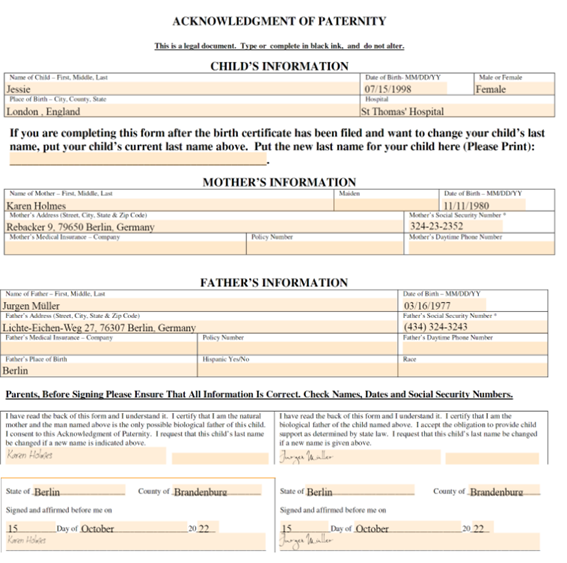 ACKNOWLEDGMENT OF PATERNITY
This is a legal document. Type or complete in black ink, and do not alter.
CHILD'S INFORMATION
Name of Child – First, Middle, Last Date of Birth- MM/DD/YY Male or Female
Jessie 07/15/1998 Female
Place of Birth – City, County, State Hospital
London , England St Thomas' Hospital
If you are completing this form after the birth certificate has been filed and want to change your child's last
name, put your child's current last name above. Put the new last name for your child here (Please Print):
.
MOTHER'S INFORMATION
Name of Mother – First, Middle, Last Maiden Date of Birth – MM/DD/YY
Karen Holmes 11/11/1980
Mother's Address (Street, City, State & Zip Code) Mother's Social Security Number *
Rebacker 9, 79650 Berlin, Germany 324-23-2352
Mother's Medical Insurance – Company Policy Number Mother's Daytime Phone Number
FATHER'S INFORMATION
Name of Father – First, Middle, Last Date of Birth – MM/DD/YY
Jurgen Müller 03/16/1977
Father's Address (Street, City, State & Zip Code) Father's Social Security Number *
Lichte-Eichen-Weg 27, 76307 Berlin, Germany (434) 324-3243
Father's Medical Insurance – Company Policy Number Father's Daytime Phone Number
Father's Place of Birth Hispanic Yes/No Race
Berlin
Parents, Before Signing Please Ensure That All Information Is Correct. Check Names, Dates and Social Security Numbers.
I have read the back of this form and I understand it. I certify that I am the natural
mother and the man named above is the only possible biological father of this child.
I consent to this Acknowledgment of Paternity. I request that this child's last name
be changed if a new name is indicated above.
Karen Holmes
I have read the back of this form and I understand it. I certify that I am the
biological father of the child named above. I accept the obligation to provide child
support as determined by state law. I request that this child's last name be changed
if a new name is given above.
Jurgen Muller
State of Berlin County of Brandenburg
Signed and affirmed before me on
15 Day of October 20 22
Karen Holmes
State of Berlin County of Brandenburg
Signed and affirmed before me on
15 Day of October 20 22
Jurgen Muller